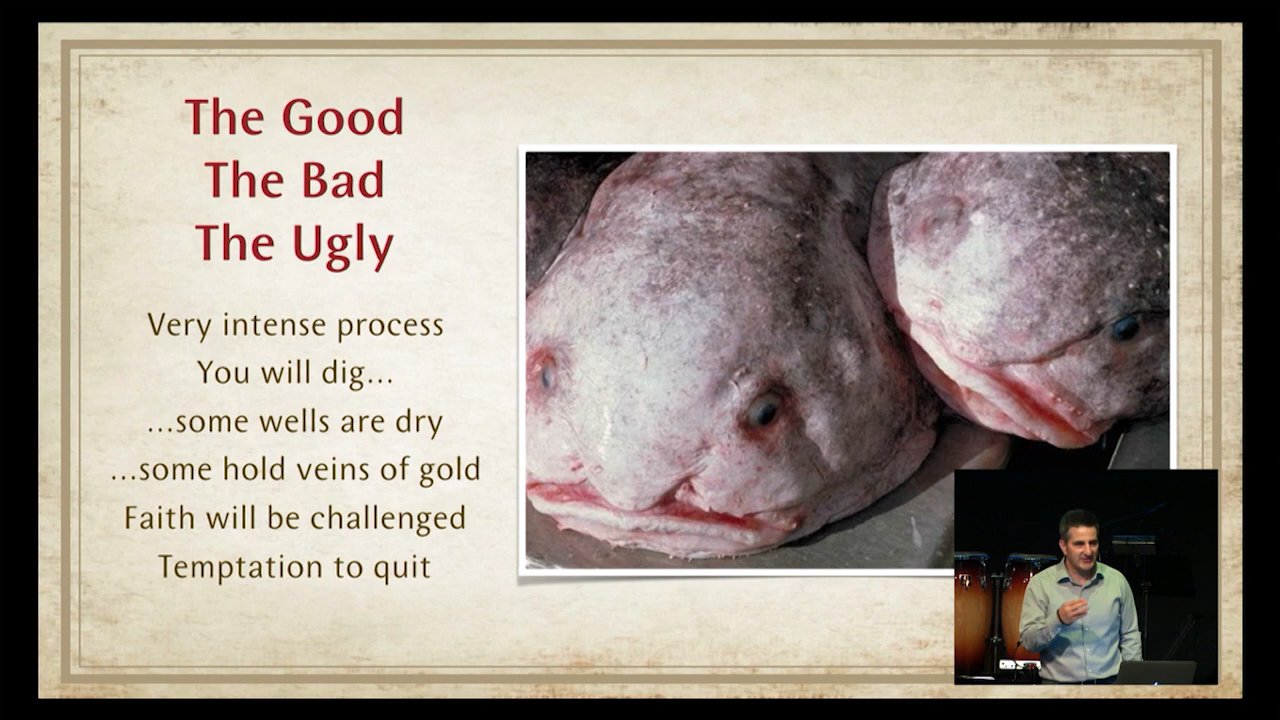 The Good
The Bad
The Ugly
Very intense process
You will dig...
...some wells are dry
...some hold veins of gold
Faith will be challenged
Temptation to quit